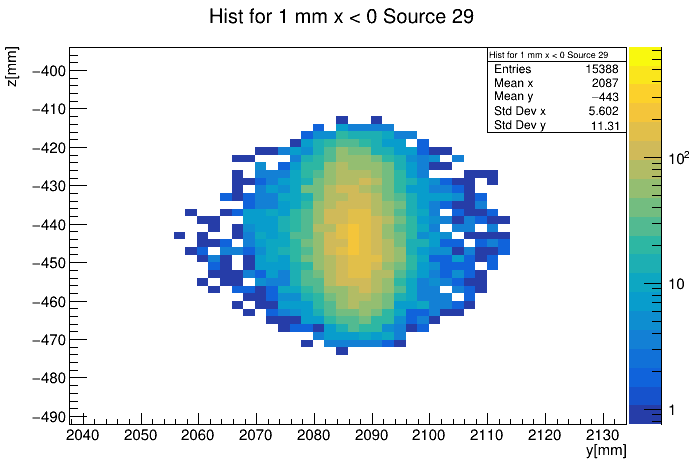 Hist for 1 mm x < 0 Source 29
z[mm]
Hist for 1 mm x < 0 Source 29
Entries 15388
Mean x 2087
Mean y −443
Std Dev x 5.602
Std Dev y 11.31
−400
−410
−420
−430
−440
−450
−460
−470
−480
−490
10²
10
1
2040 2050 2060 2070 2080 2090 2100 2110 2120 2130
y[mm]